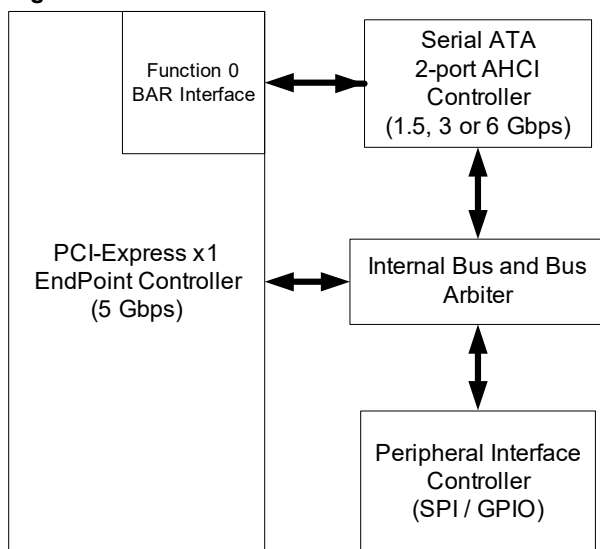 Function 0
BAR Interface
Serial ATA
2-port AHCI
Controller
(1.5, 3 or 6 Gbps)
PCI-Express x1
EndPoint Controller
(5 Gbps)
Internal Bus and Bus
Arbiter
Peripheral Interface
Controller
(SPI / GPIO)